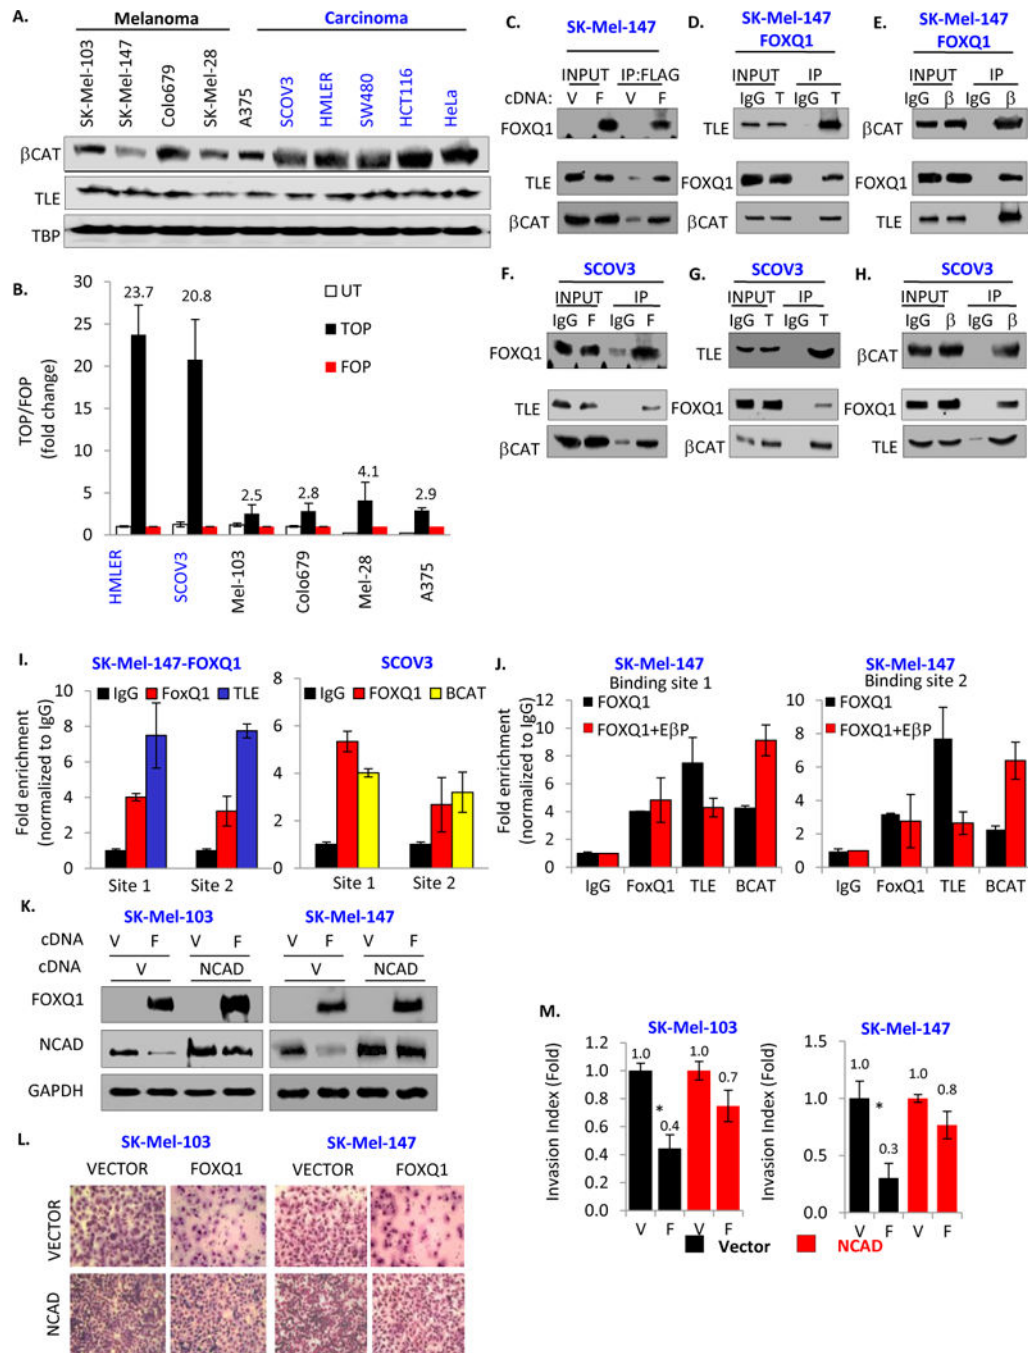 A.
Melanoma
Carcinoma
SK-Mel-103
SK-Mel-147
Colo679
SK-Mel-28
A375
SCOV3
HMLER
SW480
HCT116
HeLa
βCAT
TLE
TBP
B.
TOP/FOP
(fold change)
30
25
20
15
10
5
0
23.7
20.8
2.5
2.8
4.1
2.9
UT
TOP
FOP
HMLER
SCOV3
Mel-103
Colo679
Mel-28
A375
C.
SK-Mel-147
INPUT IP:FLAG
cDNA: V F V F
FOXQ1
TLE
βCAT
D.
SK-Mel-147
FOXQ1
INPUT IP
IgG T IgG T
TLE
FOXQ1
βCAT
E.
SK-Mel-147
FOXQ1
INPUT IP
IgG β IgG β
βCAT
FOXQ1
TLE
F.
SCOV3
INPUT IP
IgG F IgG F
FOXQ1
TLE
βCAT
G.
SCOV3
INPUT IP
IgG T IgG T
TLE
FOXQ1
βCAT
H.
SCOV3
INPUT IP
IgG β IgG β
βCAT
FOXQ1
TLE
I.
SK-Mel-147-FOXQ1
IgG FoxQ1 TLE
Fold enrichment
(normalized to IgG)
10
8
6
4
2
0
Site 1 Site 2
SCOV3
IgG FOXQ1 BCAT
8
6
4
2
0
Site 1 Site 2
J.
SK-Mel-147
Binding site 1
FOXQ1
FOXQ1+EβP
Fold enrichment
(normalized to IgG)
12
10
8
6
4
2
0
IgG FoxQ1 TLE BCAT
SK-Mel-147
Binding site 2
FOXQ1
FOXQ1+EβP
10
8
6
4
2
0
IgG FoxQ1 TLE BCAT
K.
SK-Mel-103 SK-Mel-147
cDNA V F V F V F V F
cDNA V NCAD V NCAD
FOXQ1
NCAD
GAPDH
L.
SK-Mel-103 SK-Mel-147
VECTOR FOXQ1 VECTOR FOXQ1
VECTOR
NCAD
M.
SK-Mel-103
Invasion Index (Fold)
1.2
1.0
0.8
0.6
0.4
0.2
0.0
1.0
*
0.4
1.0
0.7
V F V F
SK-Mel-147
Invasion Index (Fold)
1.5
1.0
0.5
0.0
1.0
*
0.3
1.0
0.8
V F V F
Vector NCAD